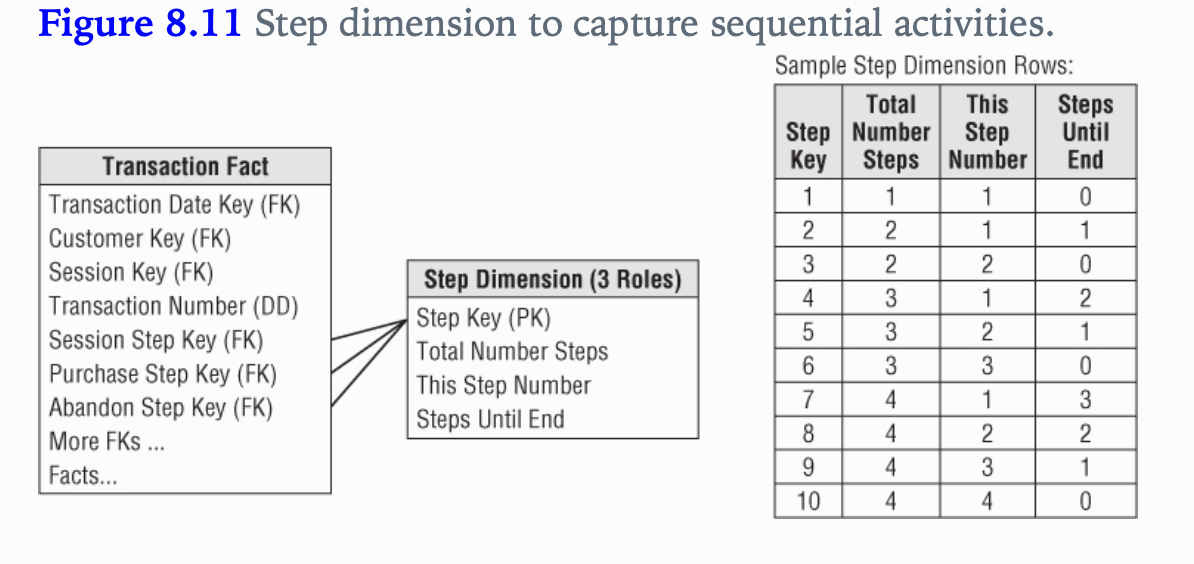 Figure 8.11 Step dimension to capture sequential activities.
Transaction Fact
Transaction Date Key (FK)
Customer Key (FK)
Session Key (FK)
Transaction Number (DD)
Session Step Key (FK)
Purchase Step Key (FK)
Abandon Step Key (FK)
More FKs ...
Facts...
Step Dimension (3 Roles)
Step Key (PK)
Total Number Steps
This Step Number
Steps Until End
Sample Step Dimension Rows:
Step Key Total Number Steps This Step Number Steps Until End
1 1 1 0
2 2 1 1
3 2 2 0
4 3 1 2
5 3 2 1
6 3 3 0
7 4 1 3
8 4 2 2
9 4 3 1
10 4 4 0